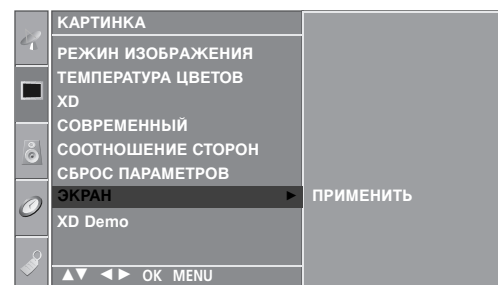 КАРТИНКА
РЕЖИН ИЗОБРАЖЕНИЯ
ТЕМПЕРАТУРА ЦВЕТОВ
XD
СОВРЕМЕННЫЙ
СООТНОШЕНИЕ СТОРОН
СБРОС ПАРАМЕТРОВ
ЭКРАН ► ПРИМЕНИТЬ
XD Demo
▲▼ ◄► OK MENU